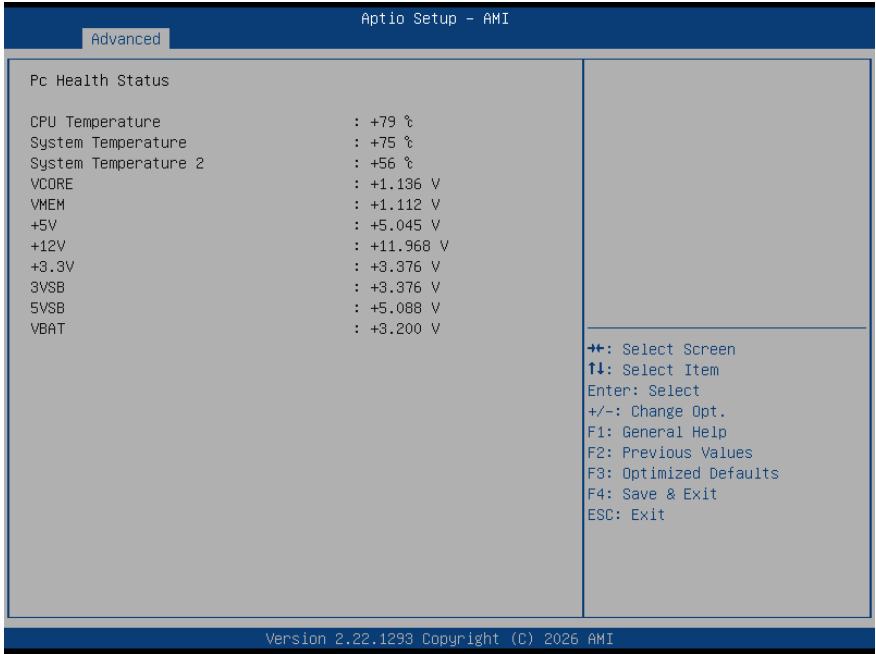 Aptio Setup - AMI
Advanced
Pc Health Status
CPU Temperature : +79 ℃
System Temperature : +75 ℃
System Temperature 2 : +56 ℃
VCORE : +1.136 V
VMEM : +1.112 V
+5V : +5.045 V
+12V : +11.968 V
+3.3V : +3.376 V
3VSB : +3.376 V
5VSB : +5.088 V
VBAT : +3.200 V
→←: Select Screen
↑↓: Select Item
Enter: Select
+/-: Change Opt.
F1: General Help
F2: Previous Values
F3: Optimized Defaults
F4: Save & Exit
ESC: Exit
Version 2.22.1293 Copyright (C) 2026 AMI